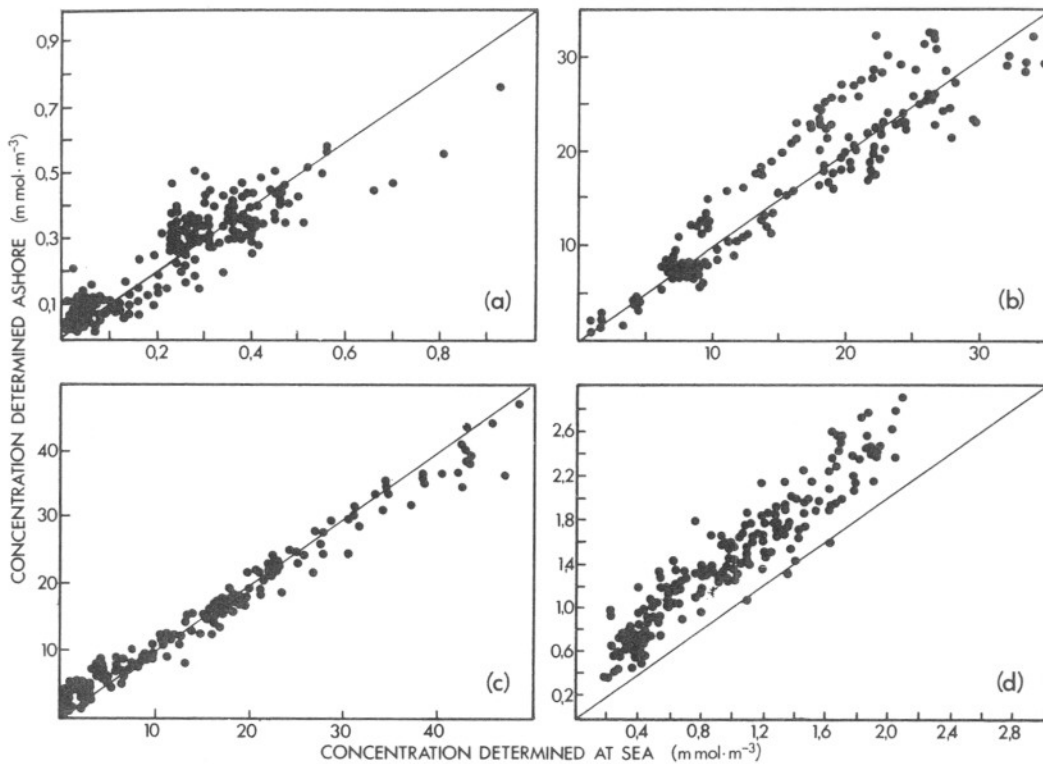 CONCENTRATION DETERMINED ASHORE (mmol·m⁻³)
0,9
0,7
0,5
0,3
0,1
(a)
0,2 0,4 0,6 0,8
30
20
10
(b)
10 20 30
40
30
20
10
(c)
10 20 30 40
2,6
2,2
1,8
1,4
1,0
0,6
0,2
(d)
0,4 0,8 1,2 1,6 2,0 2,4 2,8
CONCENTRATION DETERMINED AT SEA (mmol·m⁻³)